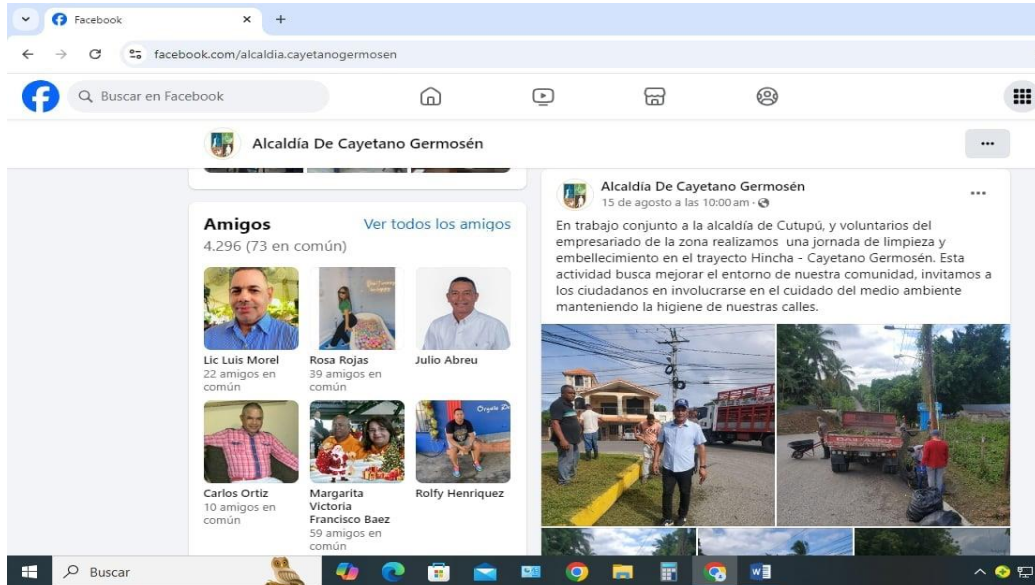 Facebook
facebook.com/alcaldia.cayetanogermosen
Buscar en Facebook
Alcaldía De Cayetano Germosén
Amigos
Ver todos los amigos
4.296 (73 en común)
Lic Luis Morel
22 amigos en
común
Rosa Rojas
39 amigos en
común
Julio Abreu
Carlos Ortiz
10 amigos en
común
Margarita
Victoria
Francisco Baez
59 amigos en
común
Rolfy Henriquez
Alcaldía De Cayetano Germosén
15 de agosto a las 10:00 am
En trabajo conjunto a la alcaldía de Cutupú, y voluntarios del
empresariado de la zona realizamos una jornada de limpieza y
embellecimiento en el trayecto Hincha - Cayetano Germosén. Esta
actividad busca mejorar el entorno de nuestra comunidad, invitamos a
los ciudadanos en involucrarse en el cuidado del medio ambiente
manteniendo la higiene de nuestras calles.
Buscar